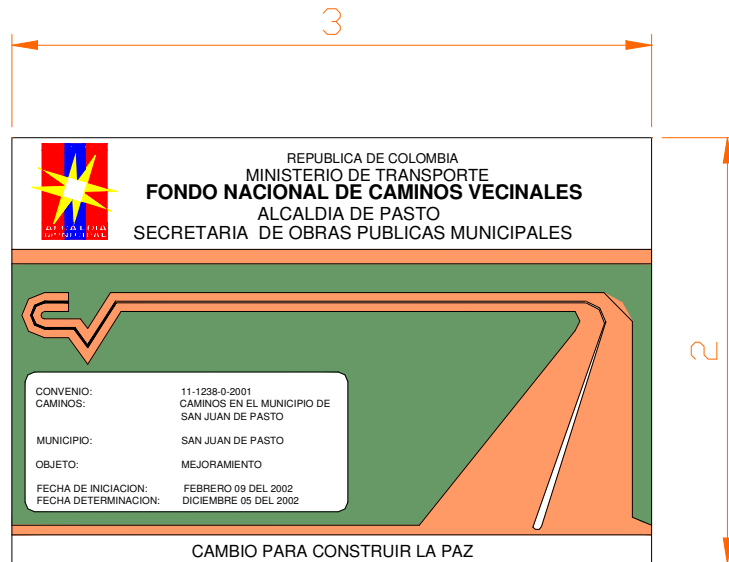 3
REPUBLICA DE COLOMBIA
MINISTERIO DE TRANSPORTE
FONDO NACIONAL DE CAMINOS VECINALES
ALCALDIA DE PASTO
SECRETARIA DE OBRAS PUBLICAS MUNICIPALES
ALCALDIA
MUNICIPAL
2
CONVENIO: 11-1238-0-2001
CAMINOS: CAMINOS EN EL MUNICIPIO DE
SAN JUAN DE PASTO
MUNICIPIO: SAN JUAN DE PASTO
OBJETO: MEJORAMIENTO
FECHA DE INICIACION: FEBRERO 09 DEL 2002
FECHA DETERMINACION: DICIEMBRE 05 DEL 2002
CAMBIO PARA CONSTRUIR LA PAZ